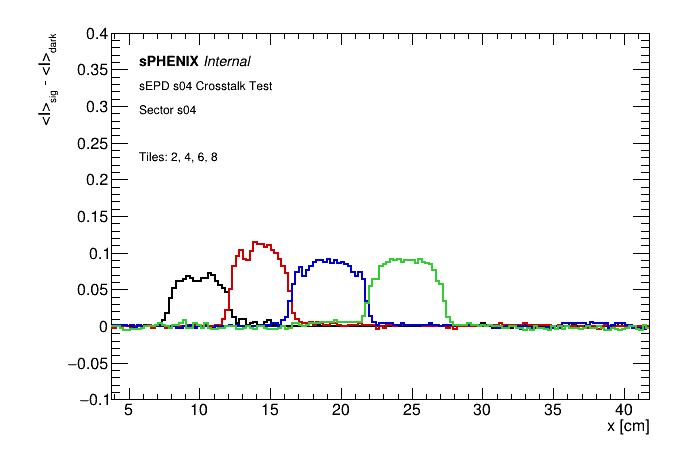 <I>sig - <I>dark
0.4
0.35
0.3
0.25
0.2
0.15
0.1
0.05
0
−0.05
−0.1
sPHENIX Internal
sEPD s04 Crosstalk Test
Sector s04
Tiles: 2, 4, 6, 8
5 10 15 20 25 30 35 40
x [cm]